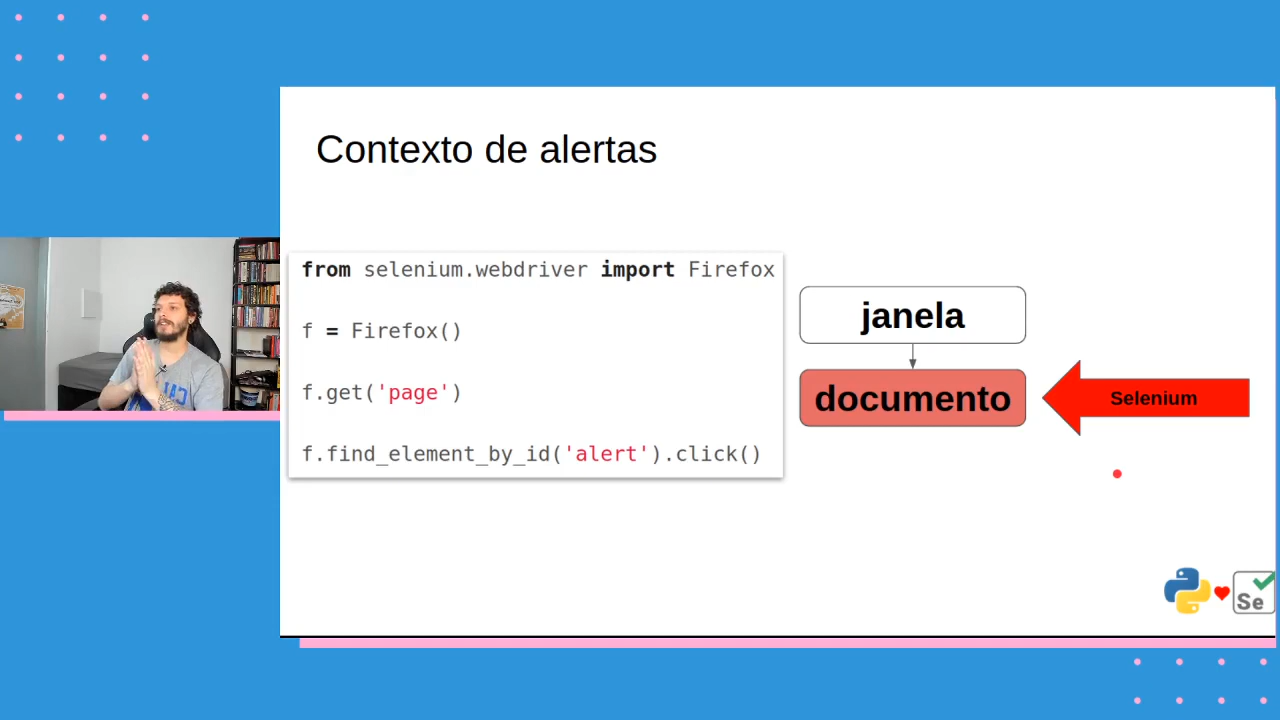 Contexto de alertas
from selenium.webdriver import Firefox
f = Firefox()
f.get('page')
f.find_element_by_id('alert').click()
janela
documento
Selenium
Se